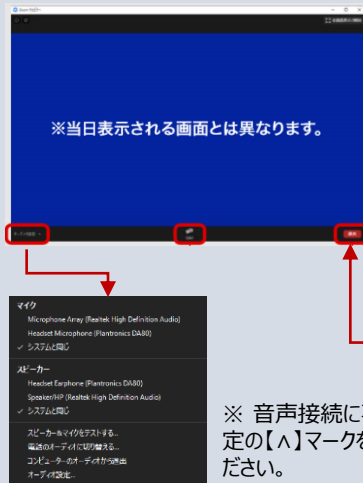 ※当日表示される画面とは異なります。
マイク
Microphone Array (Realtek High Definition Audio)
Headset Microphone (Plantronics DA80)
✓ システムと同じ
スピーカー
Headset Earphone (Plantronics DA80)
Speaker/HP (Realtek High Definition Audio)
✓ システムと同じ
スピーカー&マイクをテストする...
電話のオーディオに切り替える...
コンピューターのオーディオから退出
オーディオ設定...
※ 音声接続に
定の【∧】マークを
ださい。